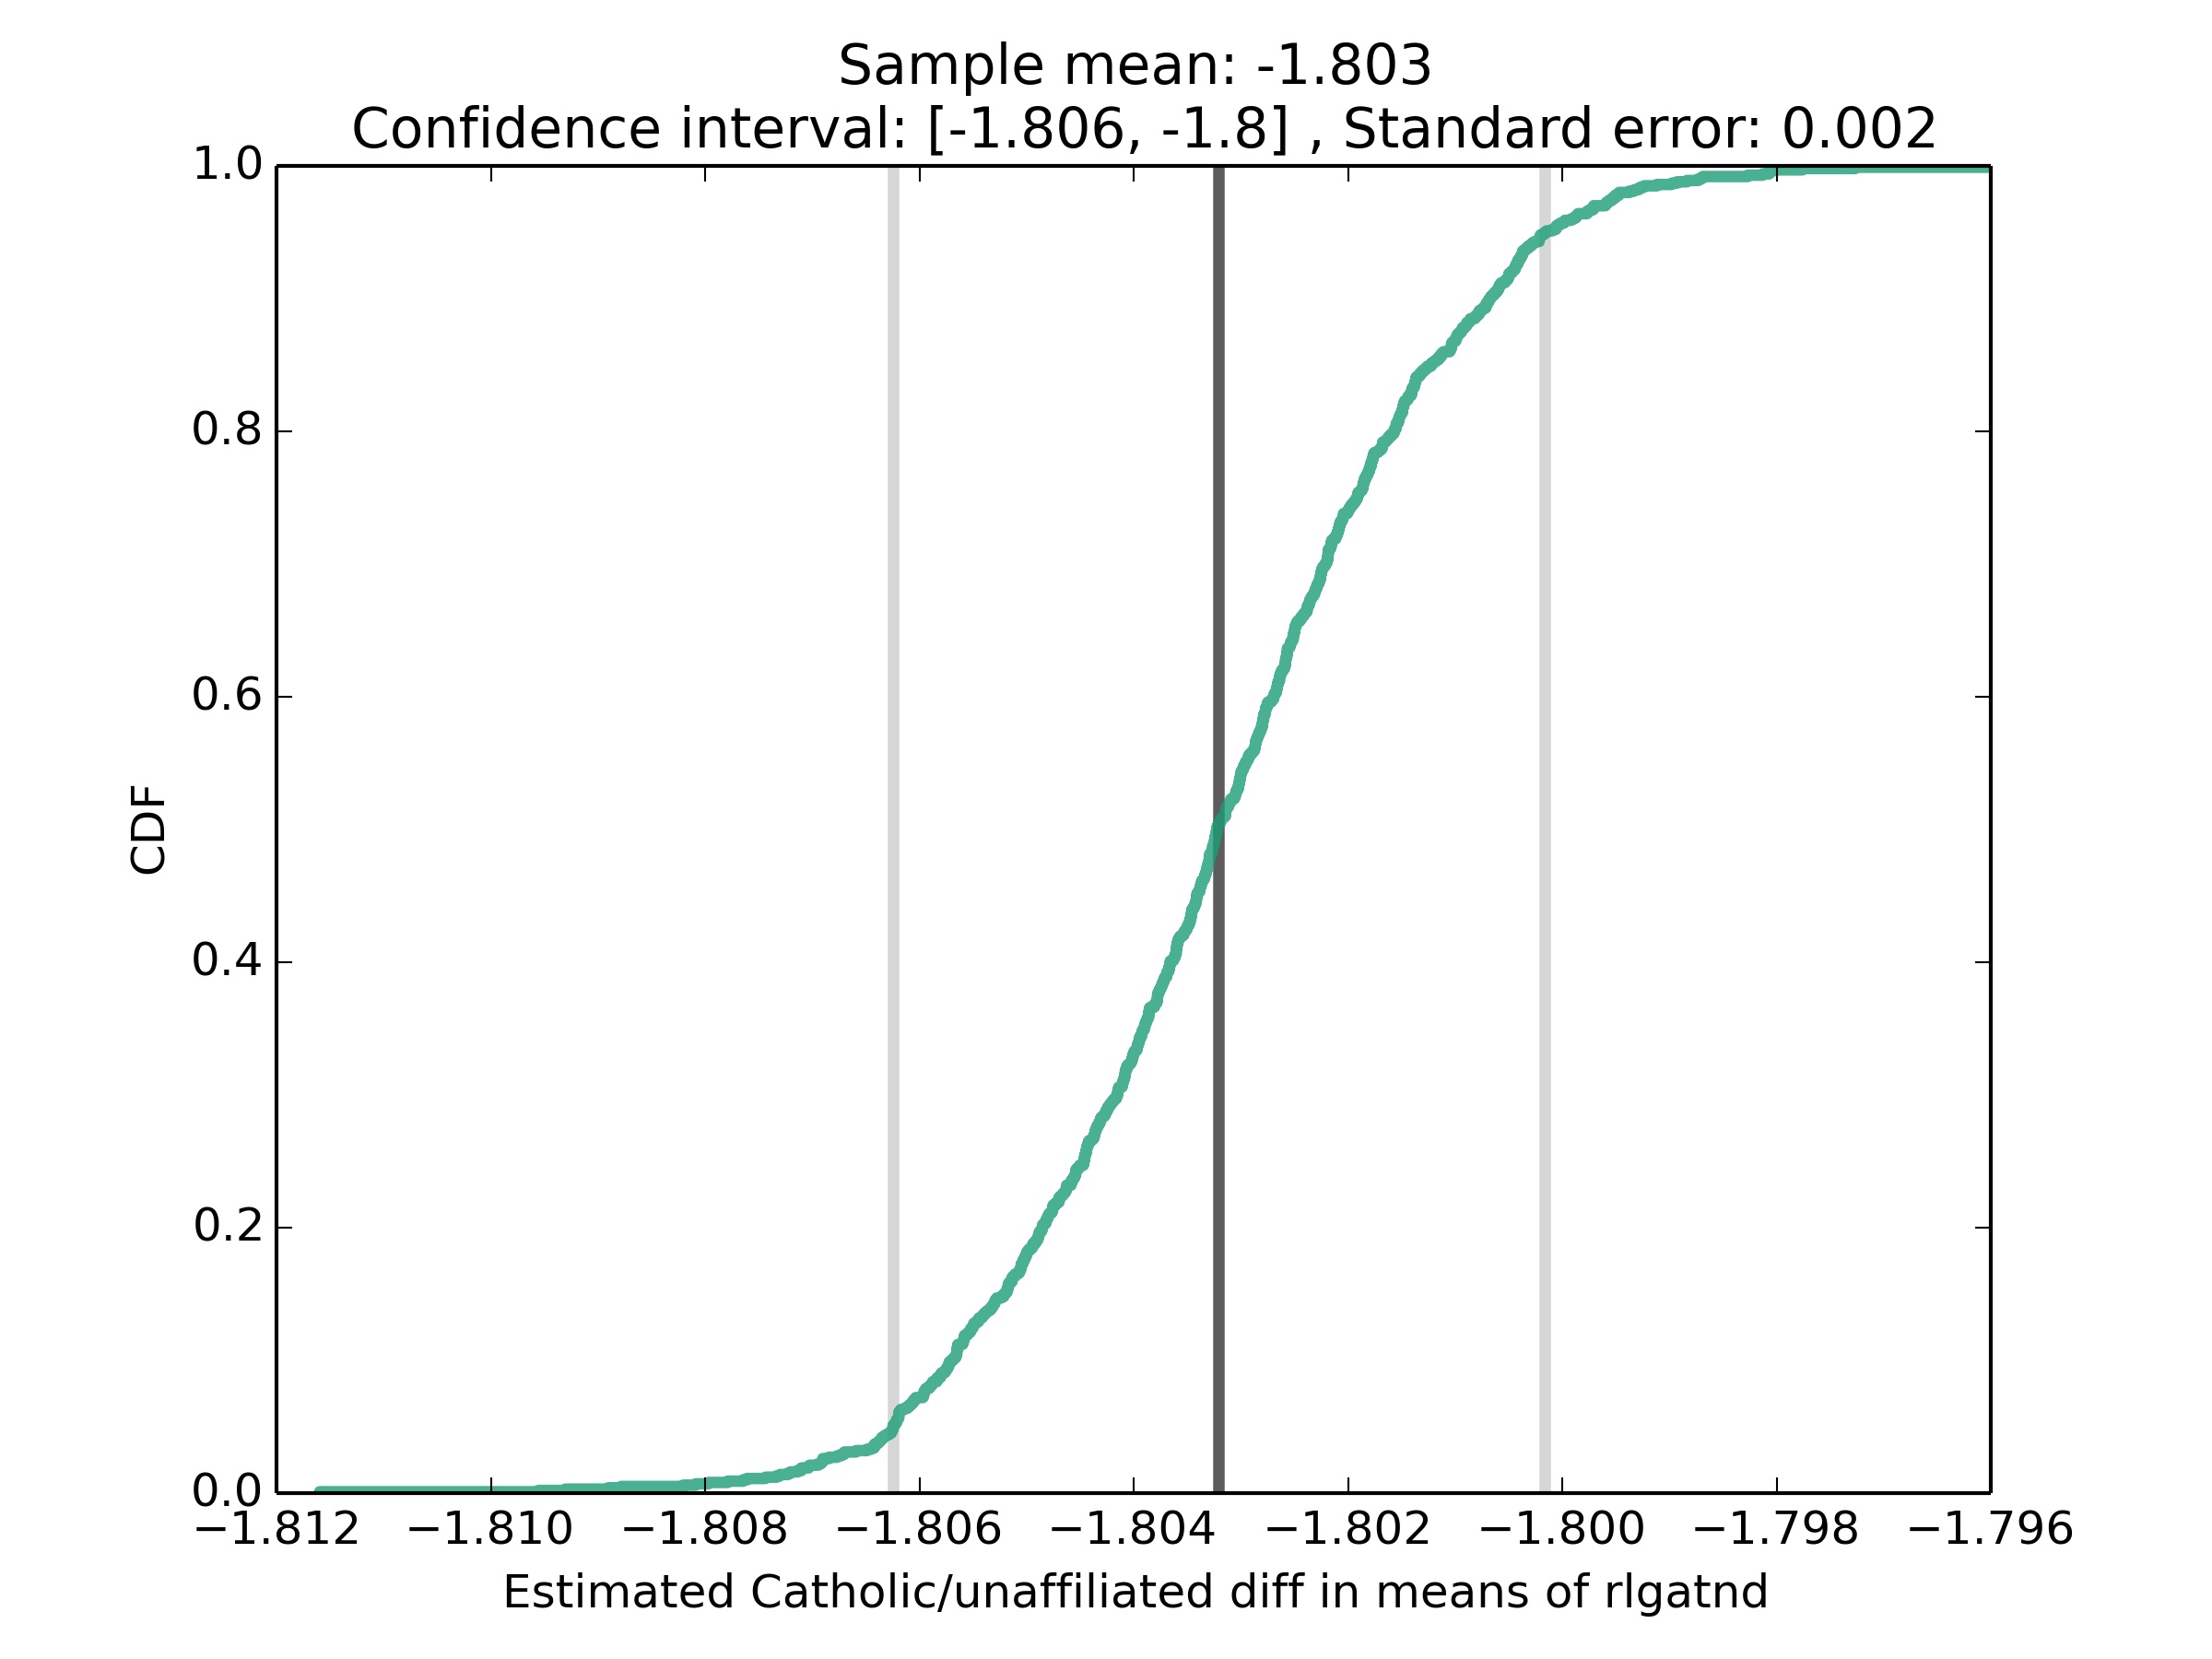 Sample mean: -1.803
Confidence interval: [-1.806, -1.8] , Standard error: 0.002
1.0
0.8
0.6
0.4
0.2
0.0
CDF
−1.812 −1.810 −1.808 −1.806 −1.804 −1.802 −1.800 −1.798 −1.796
Estimated Catholic/unaffiliated diff in means of rlgatnd